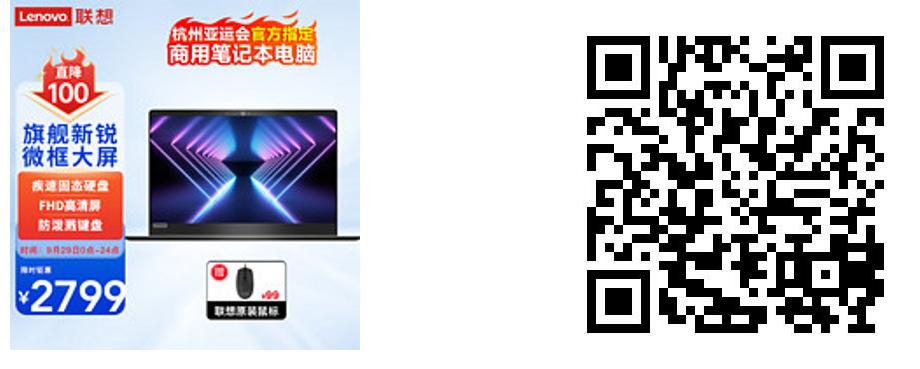 Lenovo 联想
杭州亚运会官方指定
商用笔记本电脑
直降
100
旗舰新锐
微框大屏
疾速固态硬盘
FHD高清屏
防泼溅键盘
时间：9月29日0点-24点
限时钜惠
¥2799
赠
¥99
联想原装鼠标